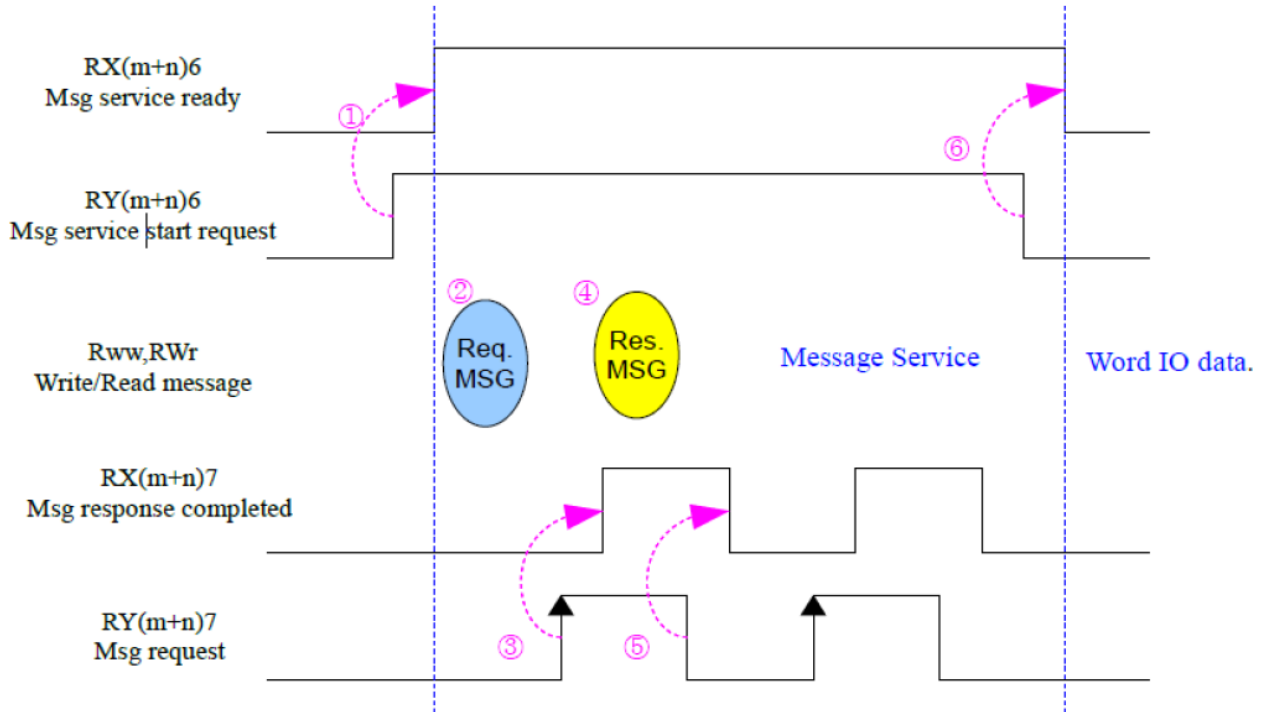 RX(m+n)6
Msg service ready
①
⑥
RY(m+n)6
Msg service start request
②
④
Rww,RWr
Write/Read message
Req.
MSG
Res.
MSG
Message Service
Word IO data.
RX(m+n)7
Msg response completed
③
⑤
RY(m+n)7
Msg request